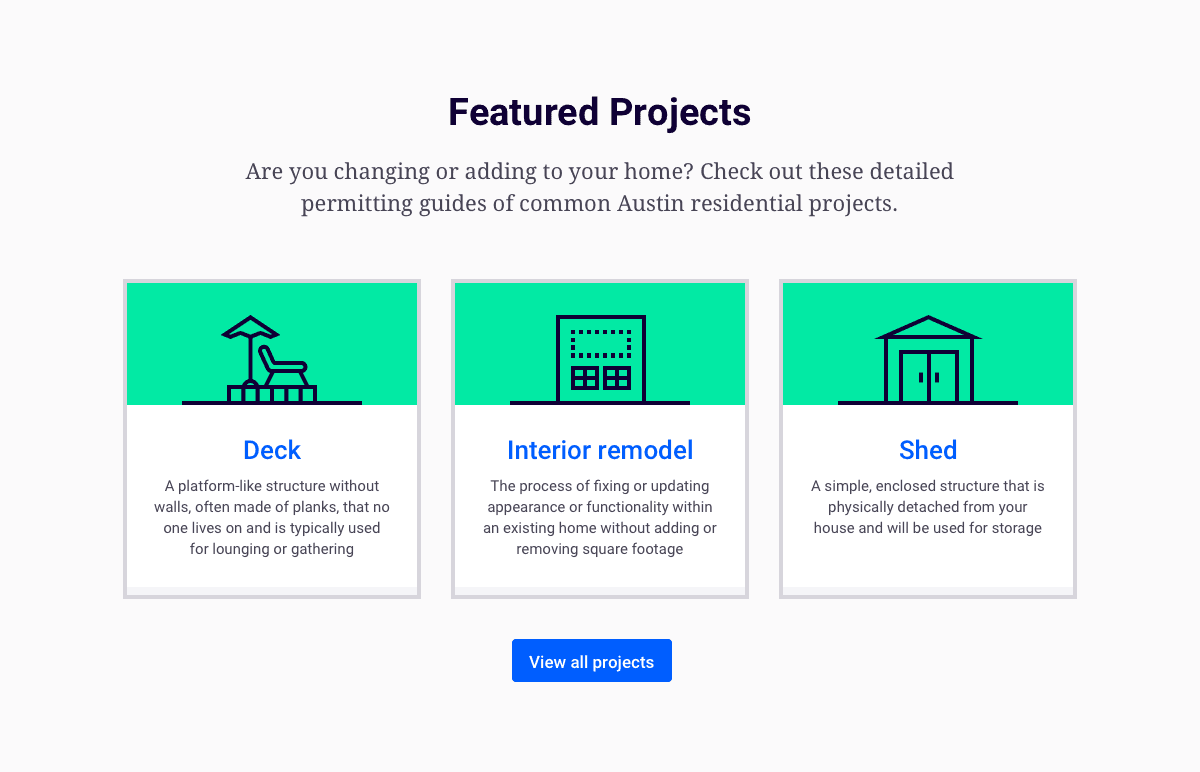 Featured Projects
Are you changing or adding to your home? Check out these detailed
permitting guides of common Austin residential projects.
Deck
A platform-like structure without
walls, often made of planks, that no
one lives on and is typically used
for lounging or gathering
Interior remodel
The process of fixing or updating
appearance or functionality within
an existing home without adding or
removing square footage
Shed
A simple, enclosed structure that is
physically detached from your
house and will be used for storage
View all projects